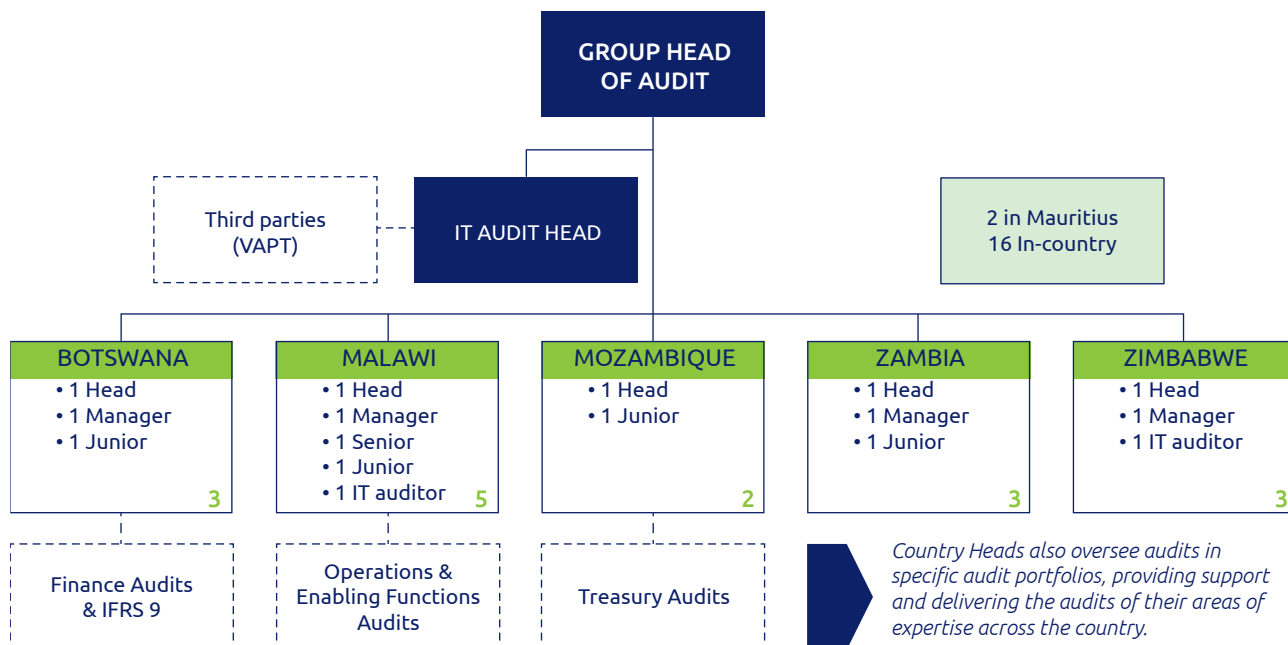 GROUP HEAD
OF AUDIT
Third parties
(VAPT)
IT AUDIT HEAD
2 in Mauritius
16 In-country
BOTSWANA
• 1 Head
• 1 Manager
• 1 Junior
3
MALAWI
• 1 Head
• 1 Manager
• 1 Senior
• 1 Junior
• 1 IT auditor
5
MOZAMBIQUE
• 1 Head
• 1 Junior
2
ZAMBIA
• 1 Head
• 1 Manager
• 1 Junior
3
ZIMBABWE
• 1 Head
• 1 Manager
• 1 IT auditor
3
Finance Audits
& IFRS 9
Operations &
Enabling Functions
Audits
Treasury Audits
Country Heads also oversee audits in
specific audit portfolios, providing support
and delivering the audits of their areas of
expertise across the country.